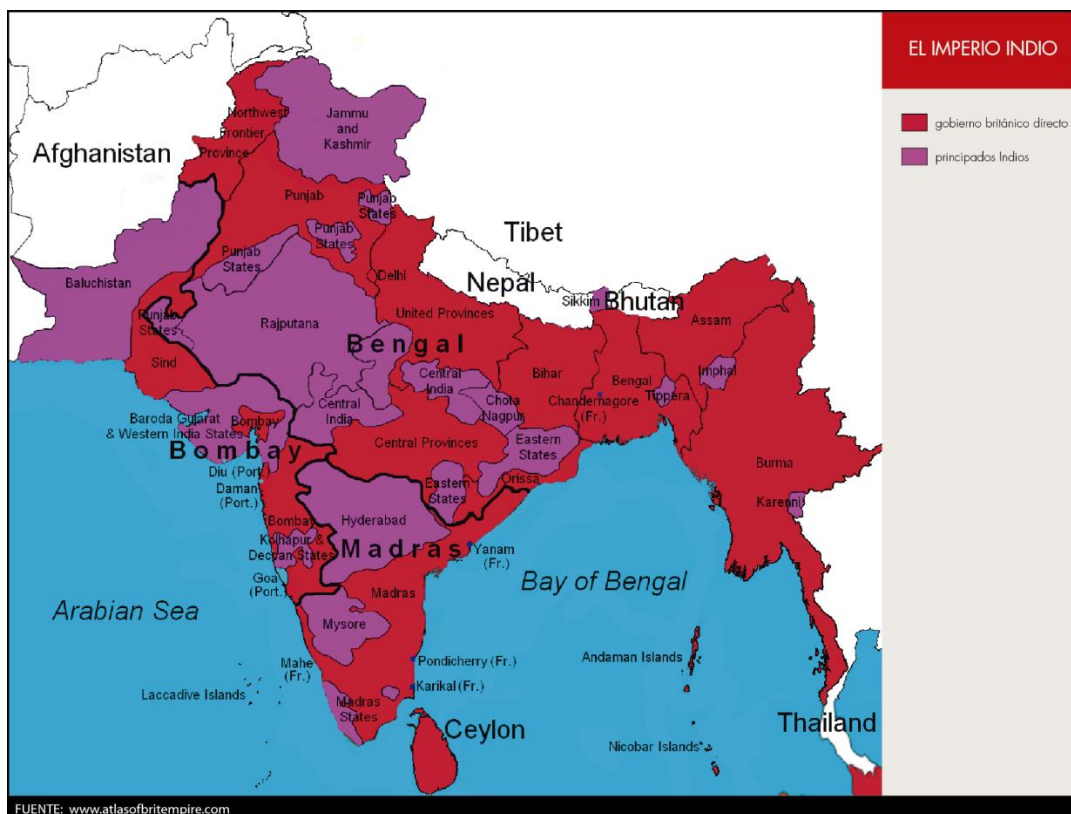 EL IMPERIO INDIO
gobierno británico directo
principados Indios
Afghanistan
Northwest
Frontier
Province
Jammu
and
Kashmir
Punjab
Punjab
States
Punjab
States
Punjab
States
Tibet
Baluchistan
Delhi
Nepal
Sikkim
Bhutan
Punjab
States
Rajputana
United Provinces
Assam
Bengal
Sind
Central
India
Bihar
Bengal
Imphal
Tippera
Chandernagore
(Fr.)
Chota
Nagpur
Central
India
Baroda Gujarat
& Western India States
Bombay
Bombay
Central Provinces
Eastern
States
Burma
Diu (Port.)
Daman
(Port.)
Eastern
States
Orissa
Karenni
Hyderabad
Bombay
Kolhapur &
Deccan States
Madras
Yanam
(Fr.)
Goa
(Port.)
Bay of Bengal
Arabian Sea
Madras
Mysore
Mahe
(Fr.)
Pondicherry (Fr.)
Andaman Islands
Karikal (Fr.)
Laccadive Islands
Madras
States
Ceylon
Thailand
Nicobar Islands
FUENTE: www.atlasofbritempire.com